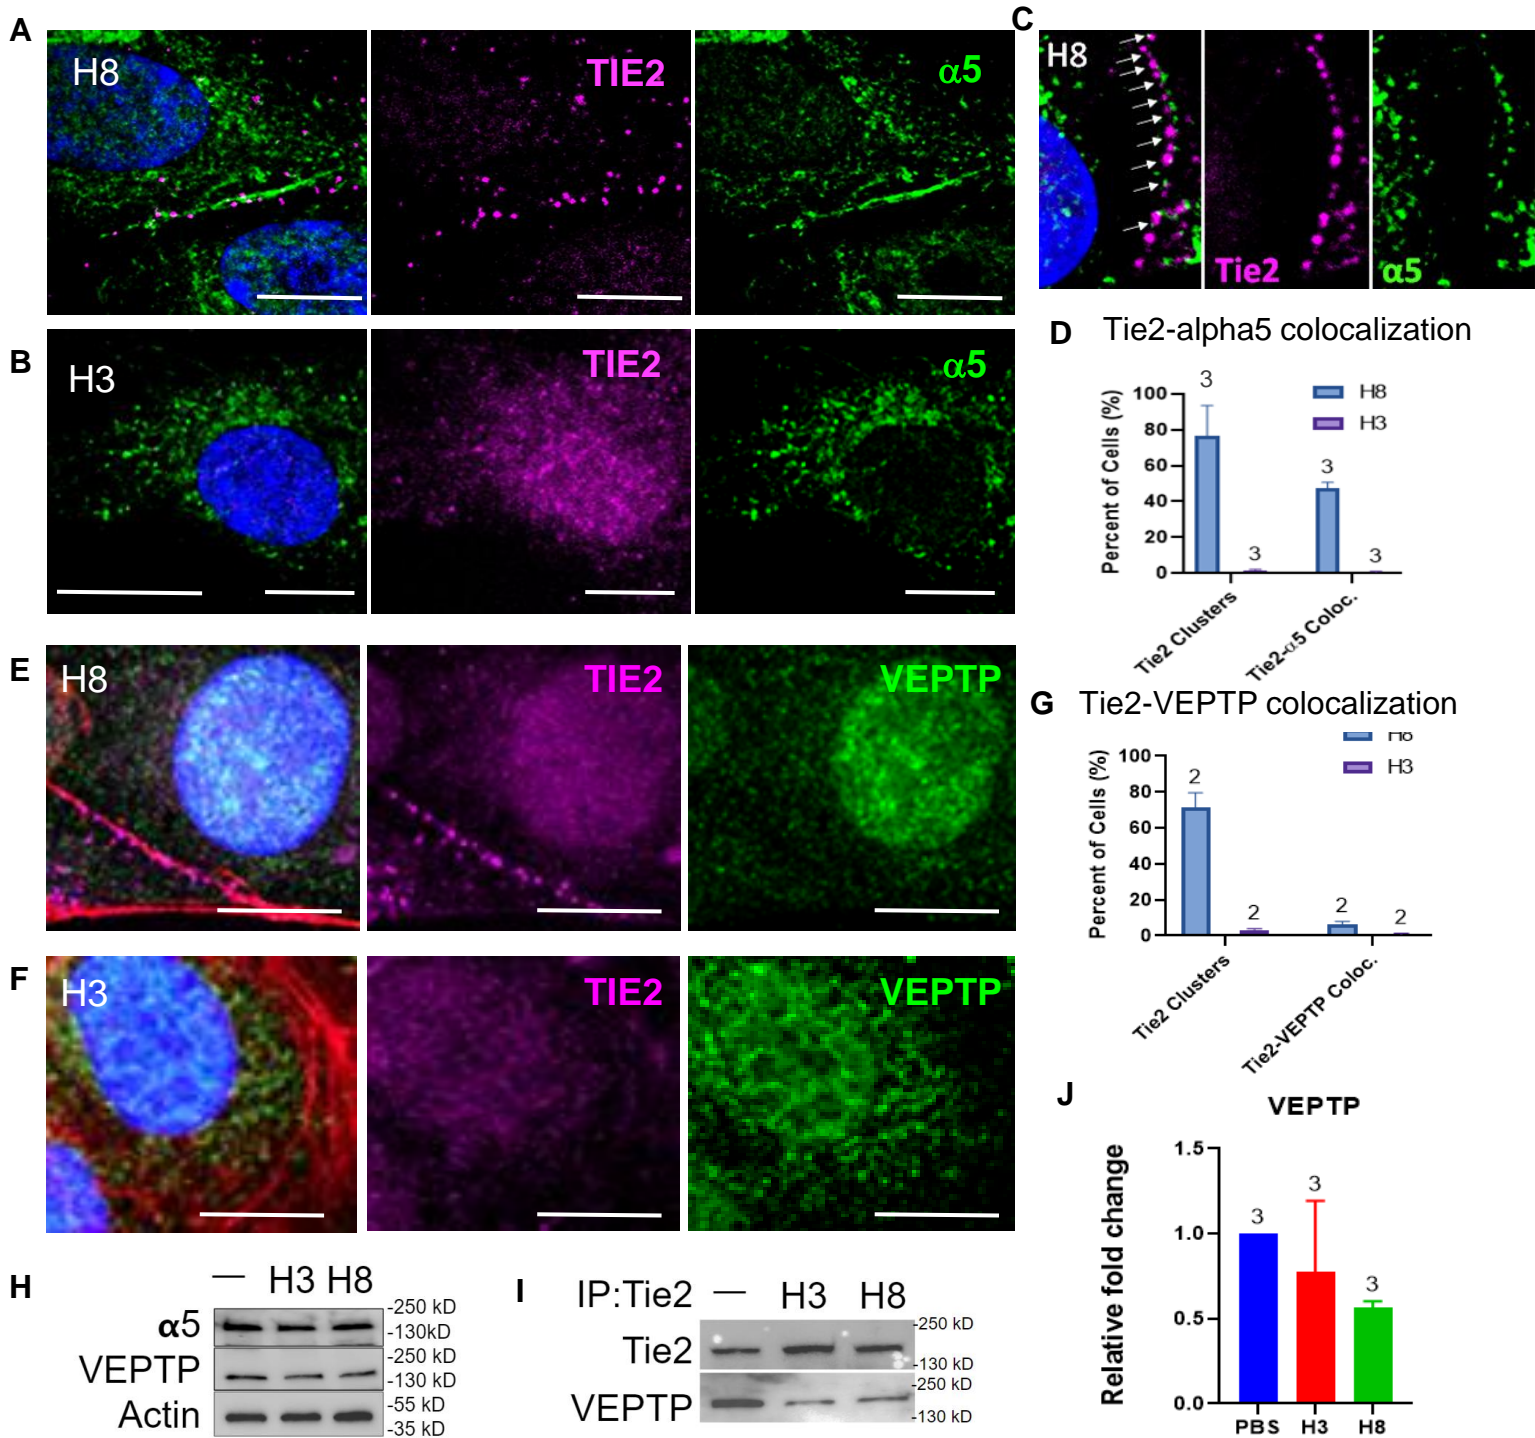 A
H8
TIE2
α5
B
H3
TIE2
α5
C
H8
Tie2
α5
D Tie2-alpha5 colocalization
Percent of Cells (%)
100
80
60
40
20
0
3
3
3
3
H8
H3
Tie2 Clusters
Tie2-α5 Coloc.
E
H8
TIE2
VEPTP
F
H3
TIE2
VEPTP
G Tie2-VEPTP colocalization
Percent of Cells (%)
100
80
60
40
20
0
2
2
2
2
H8
H3
Tie2 Clusters
Tie2-VEPTP Coloc.
H
— H3 H8
α5
-250 kD
-130kD
VEPTP
-250 kD
-130 kD
Actin
-55 kD
-35 kD
I
IP:Tie2 — H3 H8
Tie2
-250 kD
-130 kD
VEPTP
-250 kD
-130 kD
J
VEPTP
Relative fold change
1.5
1.0
0.5
0.0
3
3
3
PBS H3 H8